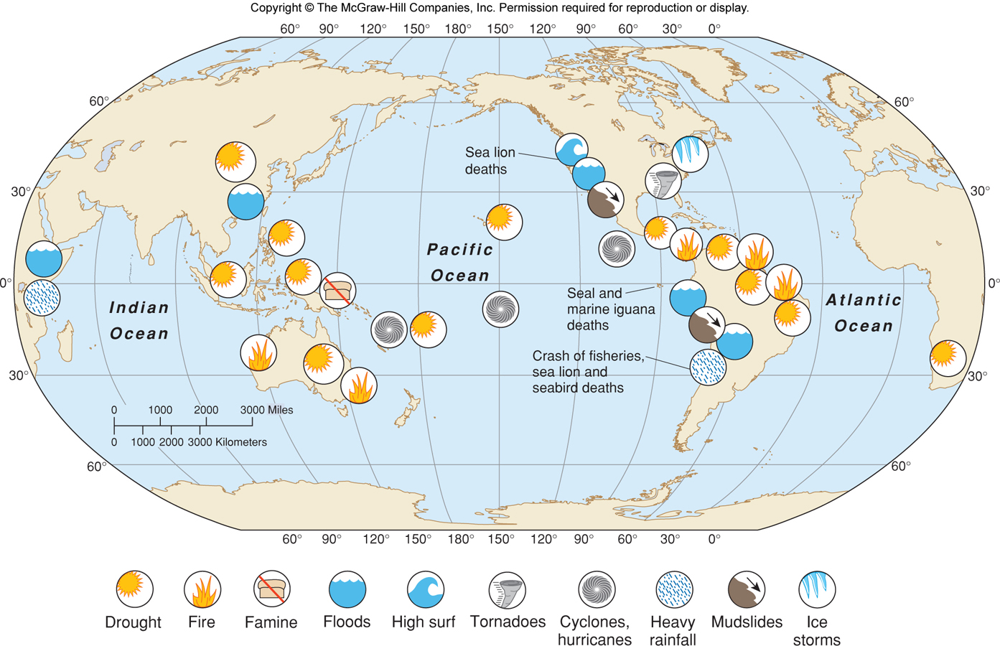 Copyright © The McGraw-Hill Companies, Inc. Permission required for reproduction or display.
60° 90° 120° 150° 180° 150° 120° 90° 60° 30° 0°
60° 60°
Sea lion
deaths
30° 30°
Pacific
Ocean
0° 0°
Seal and
marine iguana
deaths
Atlantic
Ocean
Indian
Ocean
Crash of fisheries,
sea lion and
seabird deaths
30° 30°
0 1000 2000 3000 Miles
0 1000 2000 3000 Kilometers
60° 60°
60° 90° 120° 150° 180° 150° 120° 90° 60° 30° 0°
Drought
Fire
Famine
Floods
High surf
Tornadoes
Cyclones,
hurricanes
Heavy
rainfall
Mudslides
Ice
storms